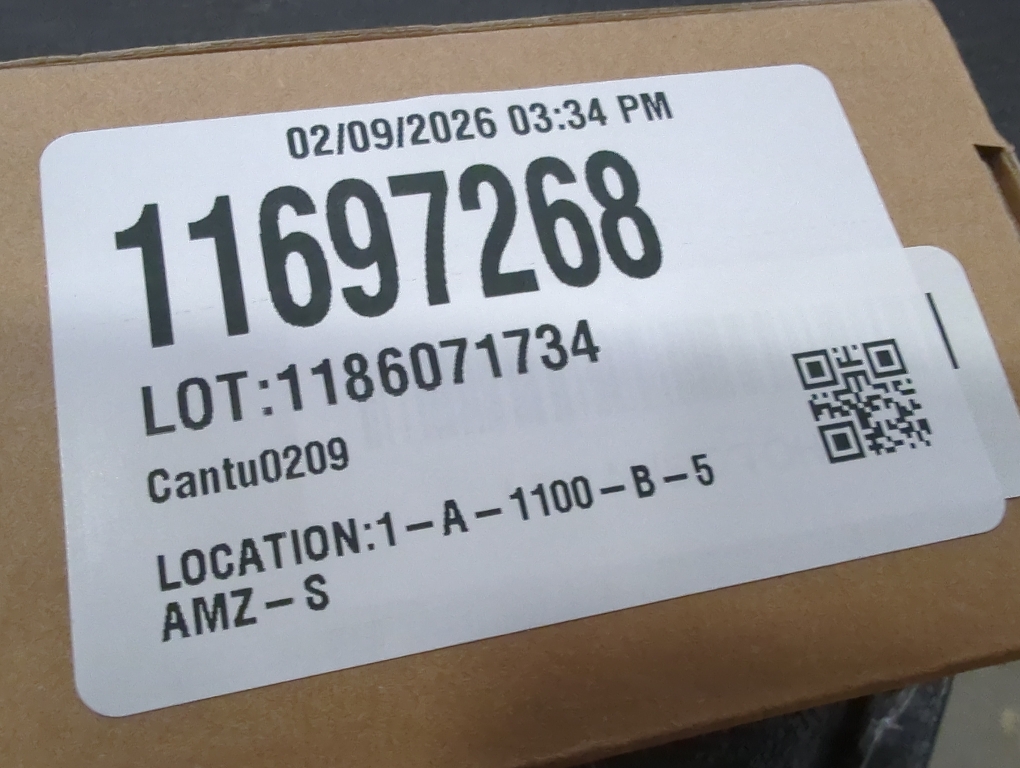 02/09/2026 03:34 PM
11697268
LOT:1186071734
Cantu0209
LOCATION:1-A-1100-B-5
AMZ-S